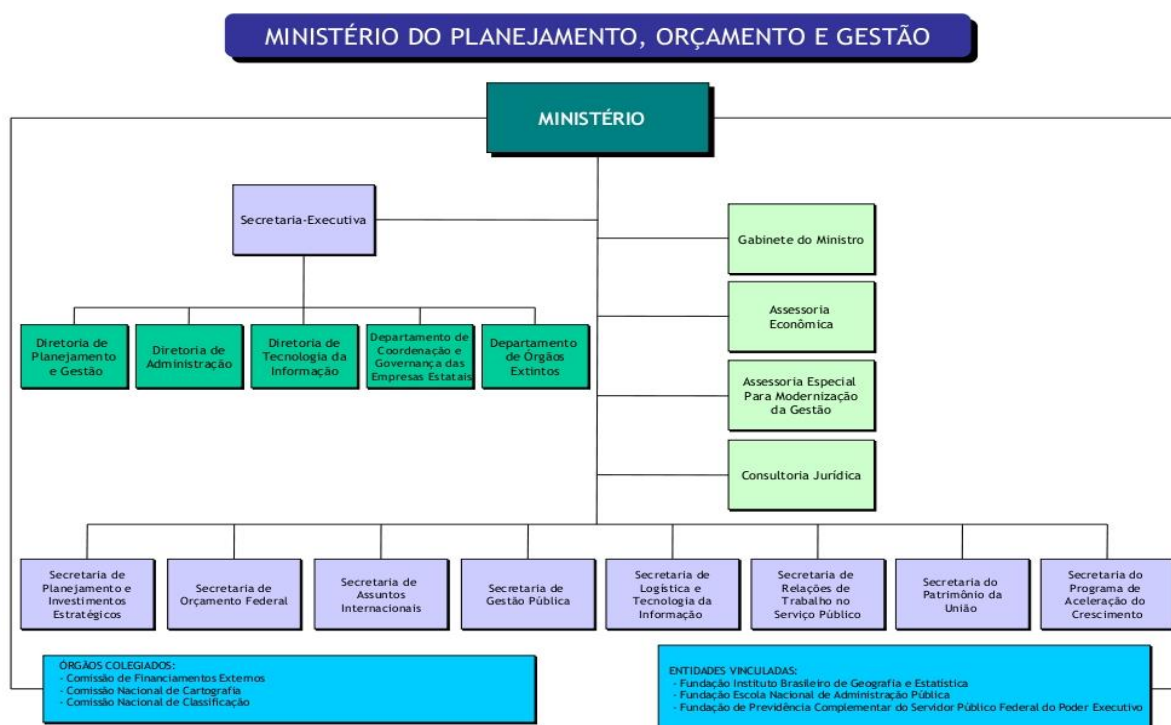 MINISTÉRIO DO PLANEJAMENTO, ORÇAMENTO E GESTÃO
MINISTÉRIO
Secretaria-Executiva
Gabinete do Ministro
Assessoria
Econômica
Assessoria Especial
Para Modernização
da Gestão
Consultoria Jurídica
Diretoria de
Planejamento
e Gestão
Diretoria de
Administração
Diretoria de
Tecnologia da
Informação
Departamento de
Coordenação e
Governança das
Empresas Estatais
Departamento
de Órgãos
Extintos
Secretaria de
Planejamento e
Investimentos
Estratégicos
Secretaria de
Orçamento Federal
Secretaria de
Assuntos
Internacionais
Secretaria de
Gestão Pública
Secretaria de
Logística e
Tecnologia da
Informação
Secretaria de
Relações de
Trabalho no
Serviço Público
Secretaria do
Patrimônio da
União
Secretaria do
Programa de
Aceleração do
Crescimento
ÓRGÃOS COLEGIADOS:
- Comissão de Financiamentos Externos
- Comissão Nacional de Cartografia
- Comissão Nacional de Classificação
ENTIDADES VINCULADAS:
- Fundação Instituto Brasileiro de Geografia e Estatística
- Fundação Escola Nacional de Administração Pública
- Fundação de Previdência Complementar do Servidor Público Federal do Poder Executivo